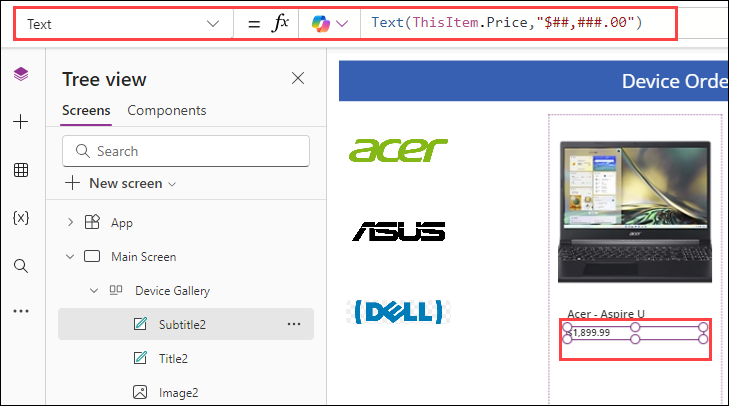 Text
= fx
Text(ThisItem.Price,"$##,###.00")
Tree view
Screens
Components
Search
New screen
App
Main Screen
Device Gallery
Subtitle2
Title2
Image2
{x}
Device Orde
acer
ASUS
DELL
acer
Acer - Aspire U
$1,899.99